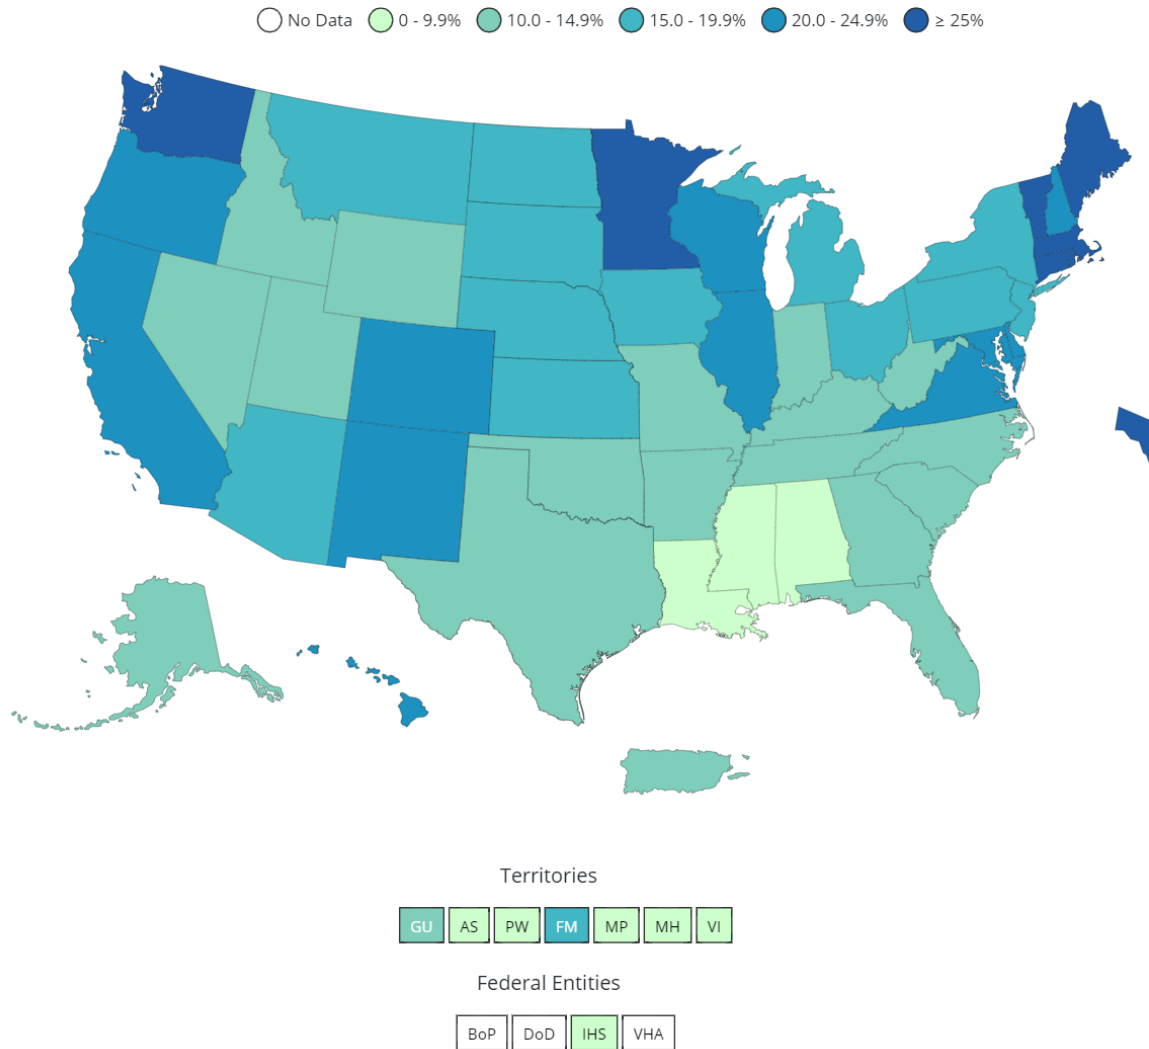 No Data 0 - 9.9% 10.0 - 14.9% 15.0 - 19.9% 20.0 - 24.9% ≥ 25%
Territories
GU AS PW FM MP MH VI
Federal Entities
BoP DoD IHS VHA